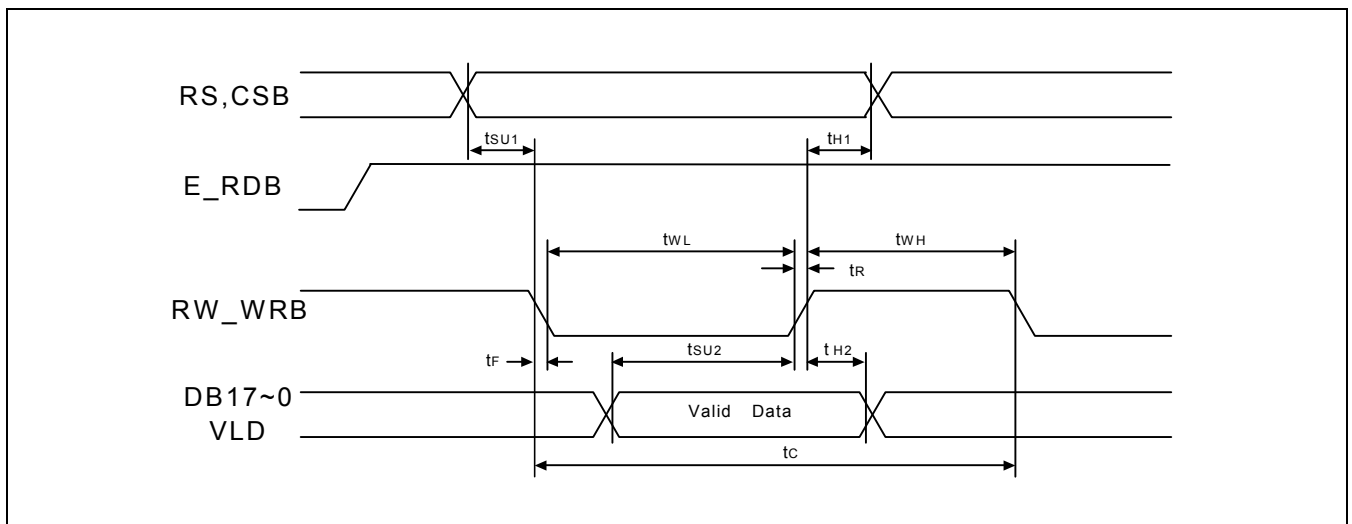 RS,CSB
tSU1
tH1
E_RDB
tWL
tWH
tR
RW_WRB
tF
tSU2
tH2
DB17~0
VLD
Valid Data
tC